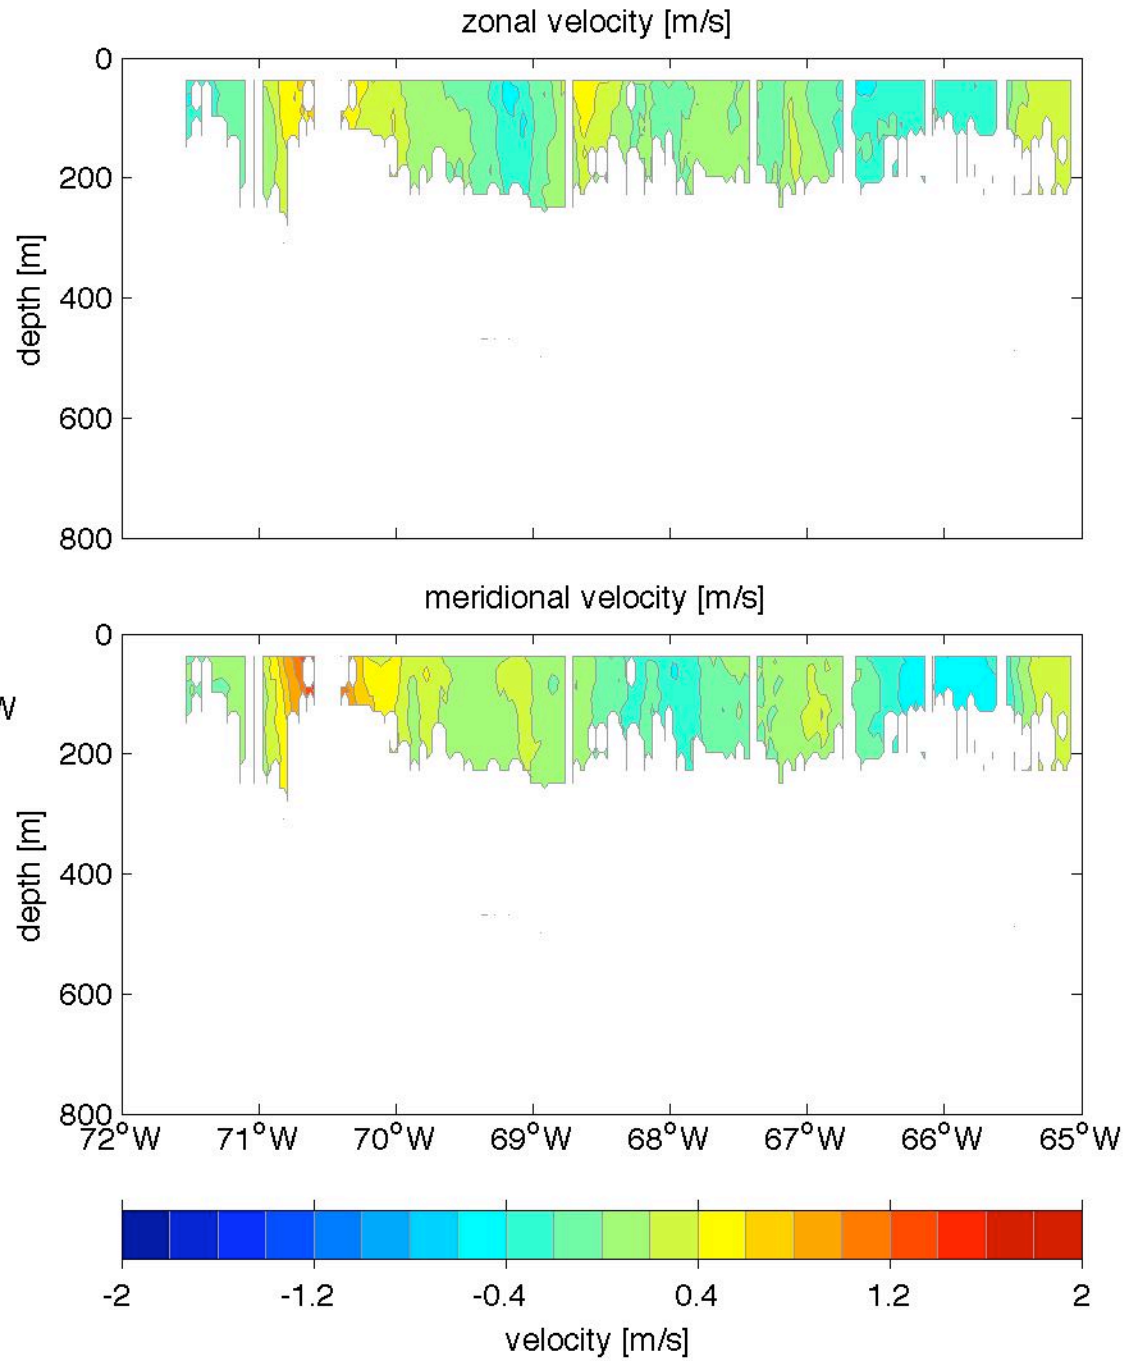 zonal velocity [m/s]
0
200
400
600
800
depth [m]
meridional velocity [m/s]
0
200
400
600
800
depth [m]
W
72°W 71°W 70°W 69°W 68°W 67°W 66°W 65°W
-2 -1.2 -0.4 0.4 1.2 2
velocity [m/s]